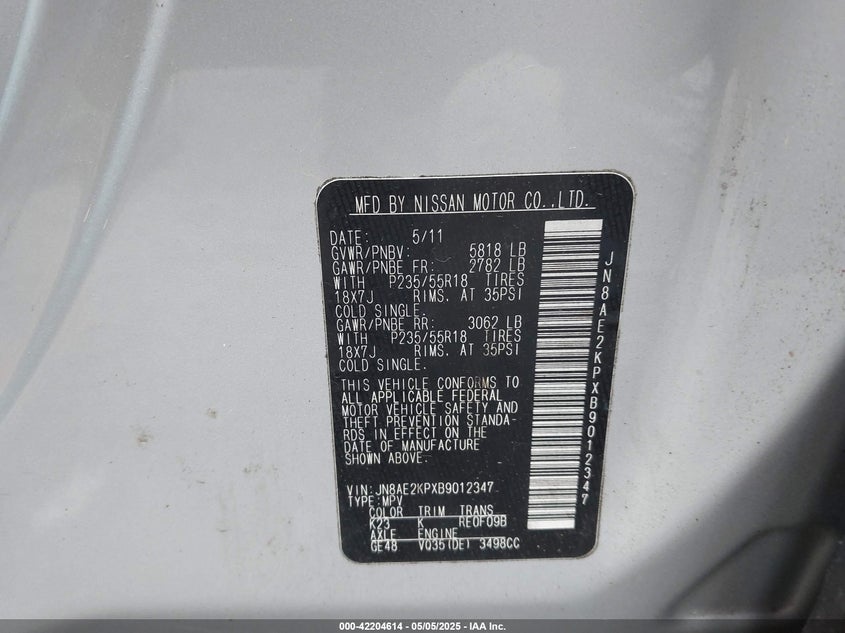 MFD BY NISSAN MOTOR CO.,LTD.
DATE: 5/11
GVWR/PNBV: 5818 LB
GAWR/PNBE FR: 2782 LB
WITH P235/55R18 TIRES
18X7J RIMS. AT 35PSI
COLD SINGLE.
GAWR/PNBE RR: 3062 LB
WITH P235/55R18 TIRES
18X7J RIMS. AT 35PSI
COLD SINGLE.
THIS VEHICLE CONFORMS TO
ALL APPLICABLE FEDERAL
MOTOR VEHICLE SAFETY AND
THEFT PREVENTION STANDA-
RDS IN EFFECT ON THE
DATE OF MANUFACTURE
SHOWN ABOVE.
VIN: JN8AE2KPXB9012347
TYPE: MPV
COLOR TRIM TRANS
K23 K RE0F09B
AXLE ENGINE
GE48 VQ35(DE) 3498CC
JN8AE2KPXB9012347
000-42204614 - 05/05/2025 - IAA Inc.